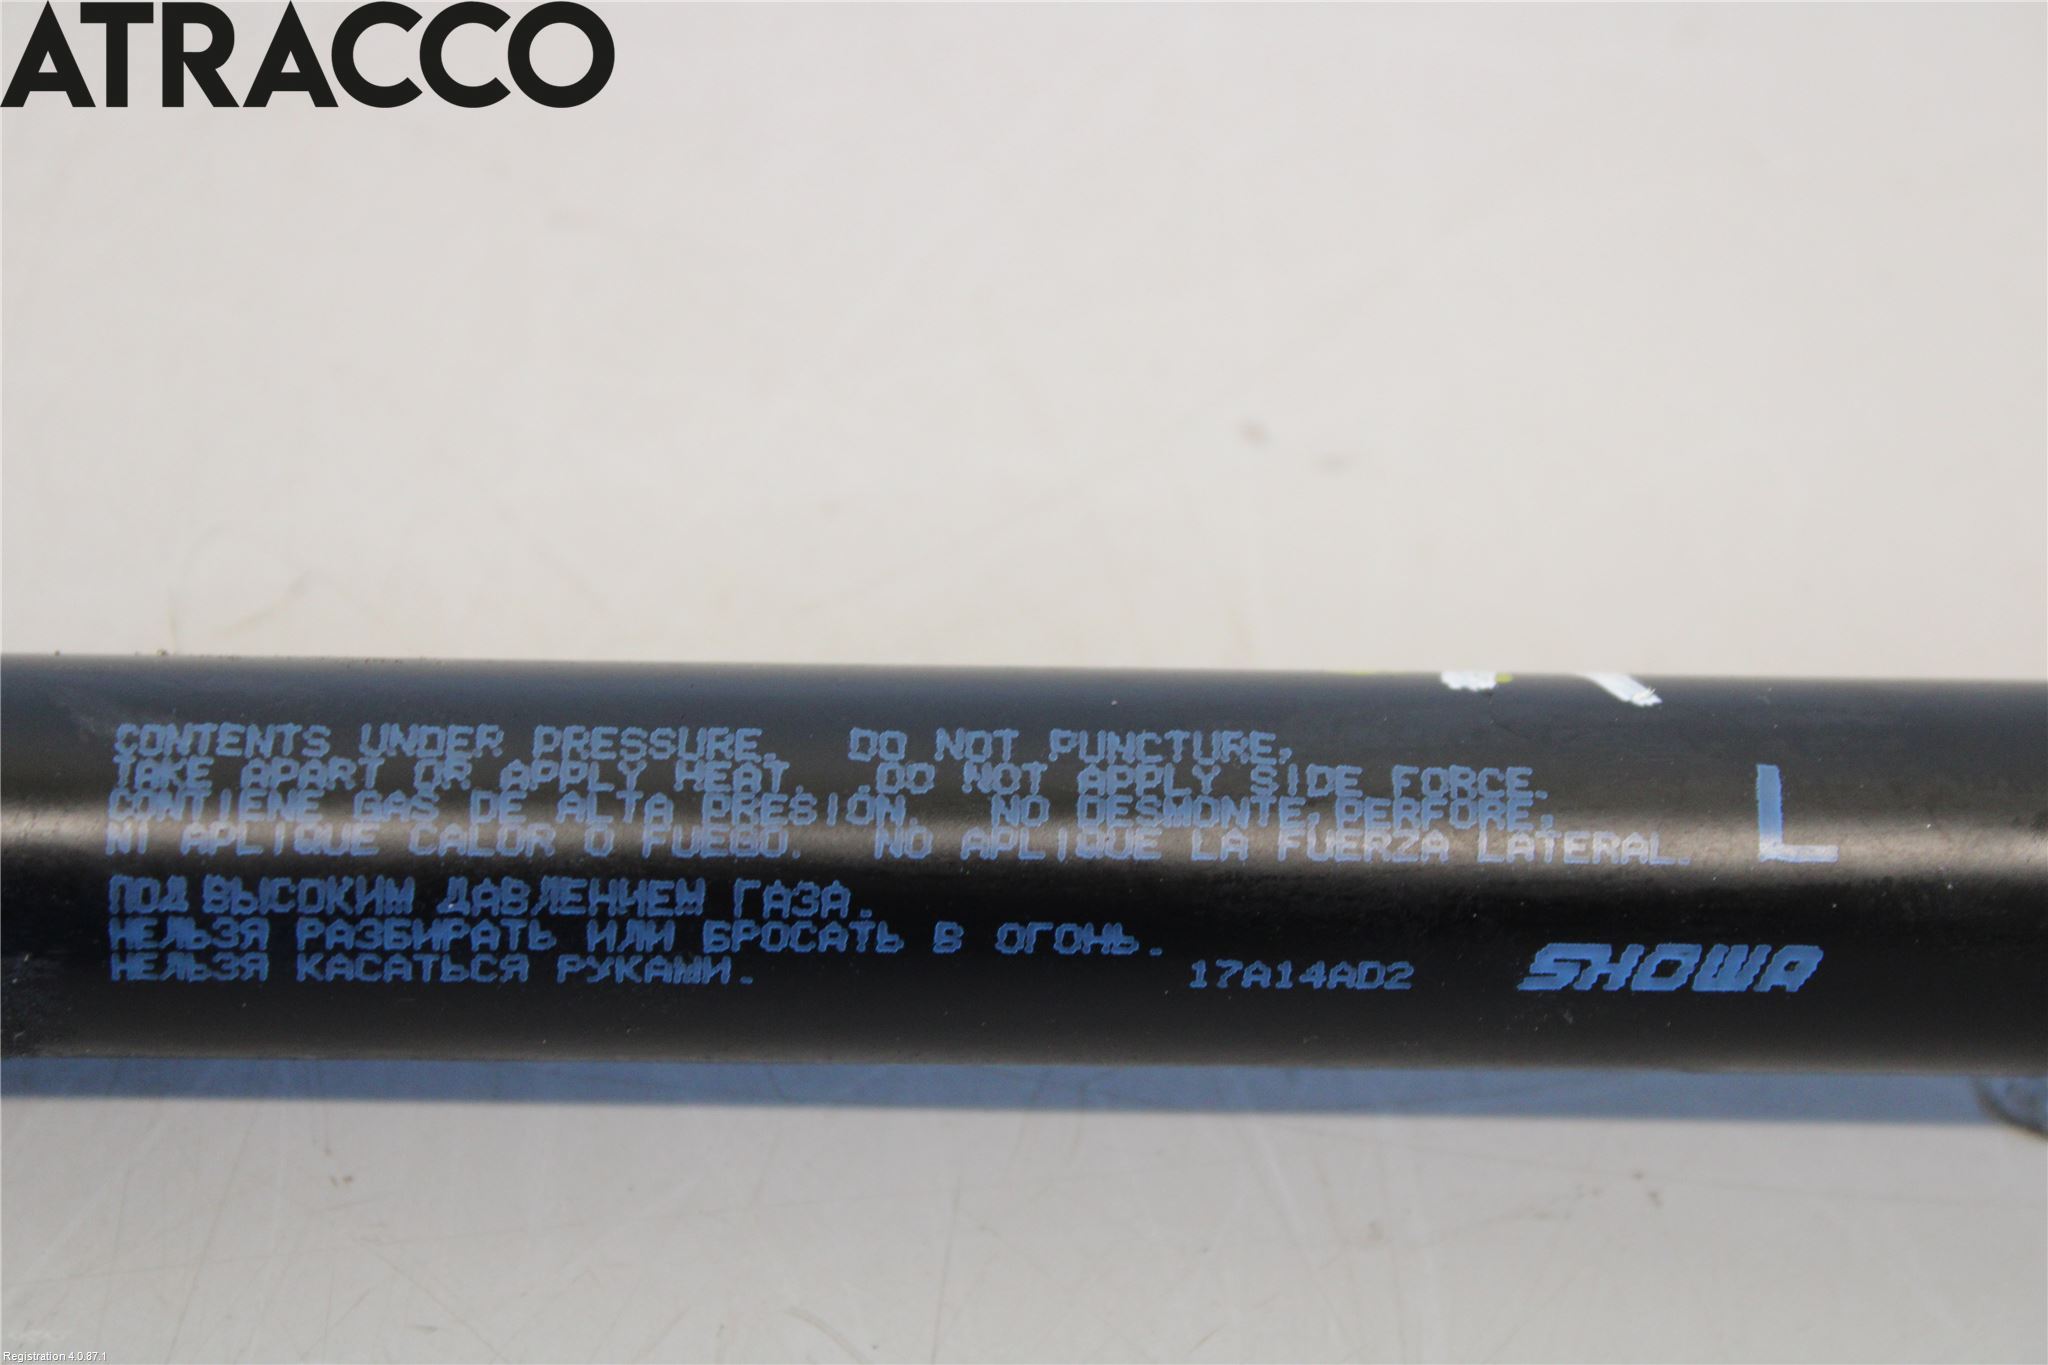 ATRACCO
CONTENTS UNDER PRESSURE. DO NOT PUNCTURE,
TAKE APART OR APPLY HEAT. DO NOT APPLY SIDE FORCE.
CONTIENE GAS DE ALTA PRESIÓN. NO DESMONTE,PERFORE,
NI APLIQUE CALOR O FUEGO. NO APLIQUE LA FUERZA LATERAL.
L
ПОД ВЫСОКИМ ДАВЛЕНИЕМ ГАЗА.
НЕЛЬЗЯ РАЗБИРАТЬ ИЛИ БРОСАТЬ В ОГОНЬ.
НЕЛЬЗЯ КАСАТЬСЯ РУКАМИ.
17A14AD2 SHOWA
Registration 4.0.87.1